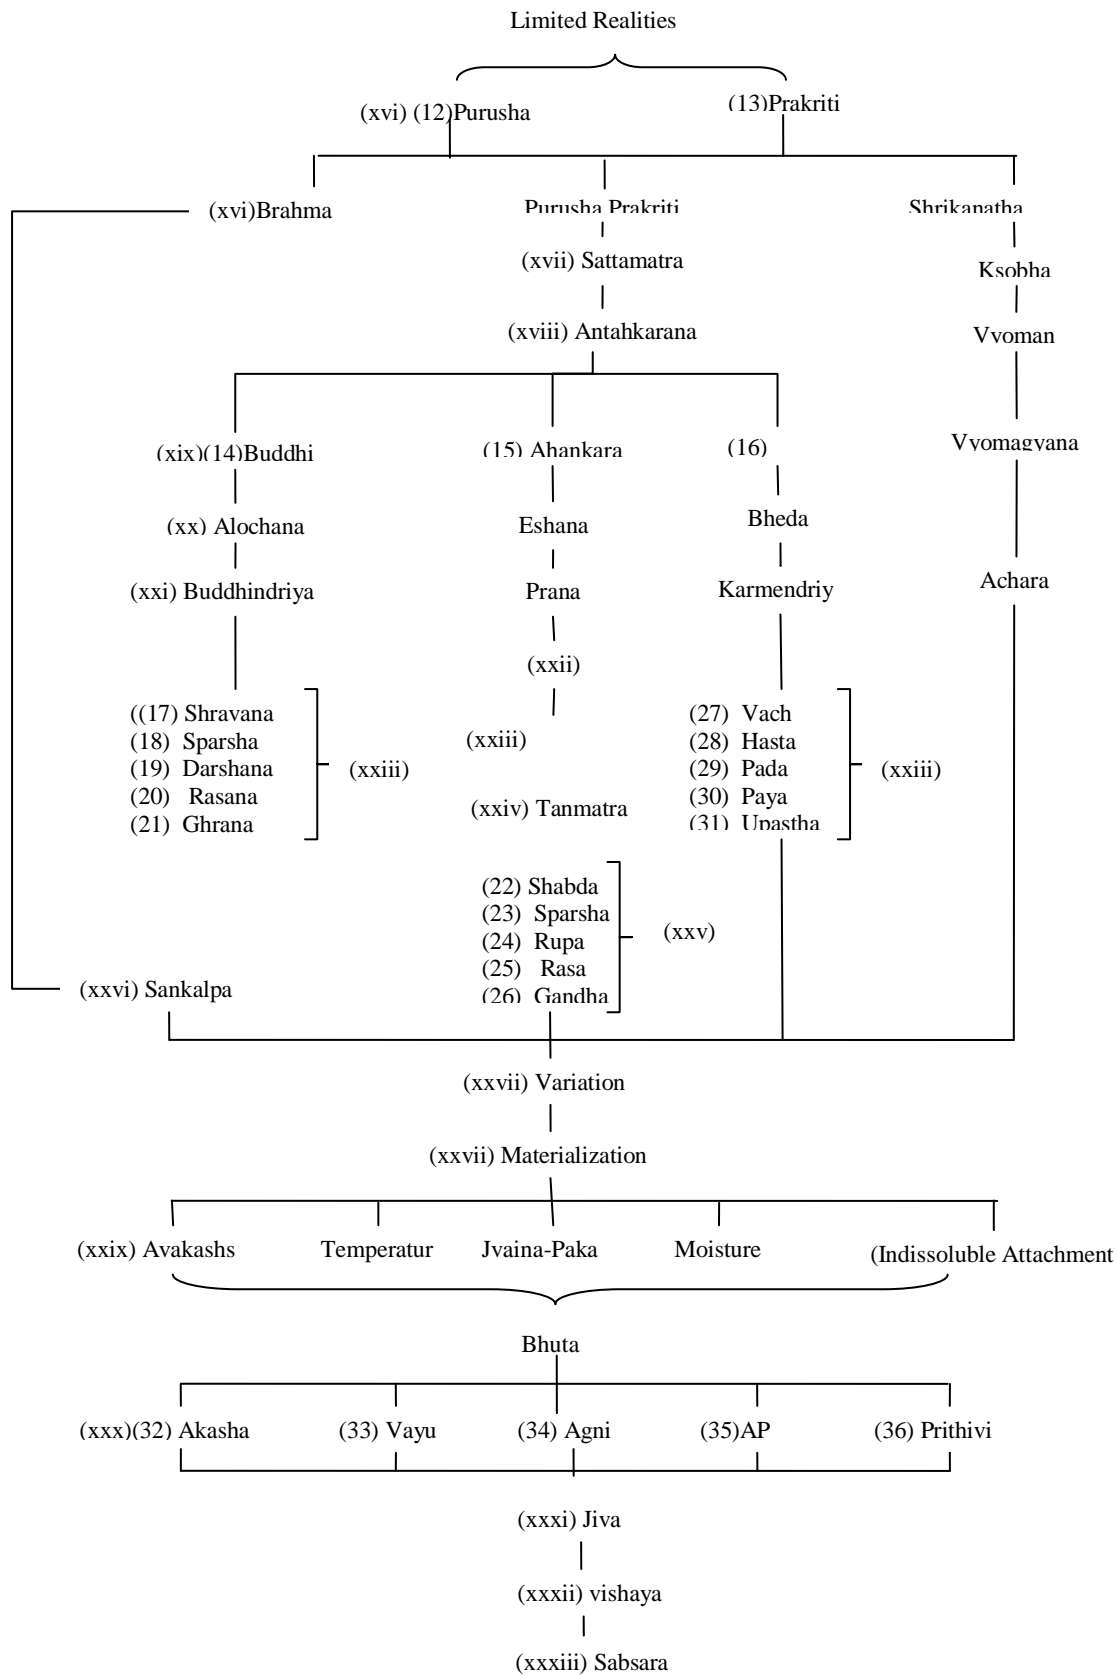 Limited Realities
(xvi) (12)Purusha
(13)Prakriti
(xvi)Brahma
Purusha Prakriti
Shrikanatha
(xvii) Sattamatra
Ksobha
(xviii) Antahkarana
Vyoman
(xix)(14)Buddhi
(15) Ahankara
(16)
Vyomagyana
(xx) Alochana
Eshana
Bheda
(xxi) Buddhindriya
Prana
Karmendriy
Achara
(xxii)
((17) Shravana
(18) Sparsha
(19) Darshana
(20) Rasana
(21) Ghrana
(xxiii)
(xxiii)
(xxiv) Tanmatra
(27) Vach
(28) Hasta
(29) Pada
(30) Paya
(31) Upastha
(xxiii)
(22) Shabda
(23) Sparsha
(24) Rupa
(25) Rasa
(26) Gandha
(xxv)
(xxvi) Sankalpa
(xxvii) Variation
(xxvii) Materialization
(xxix) Avakashs
Temperatur
Jvaina-Paka
Moisture
(Indissoluble Attachment
Bhuta
(xxx)(32) Akasha
(33) Vayu
(34) Agni
(35)AP
(36) Prithivi
(xxxi) Jiva
(xxxii) vishaya
(xxxiii) Sabsara